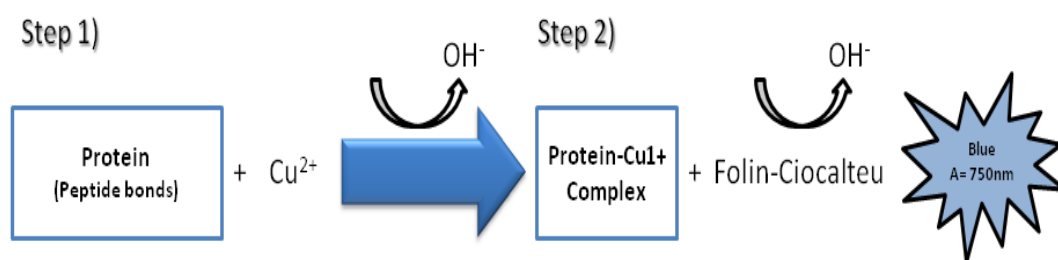 Step 1)
Step 2)
OH⁻
OH⁻
Protein
(Peptide bonds)
+ Cu²⁺
Protein-Cu1+
Complex
+ Folin-Ciocalteu
Blue
A= 750nm